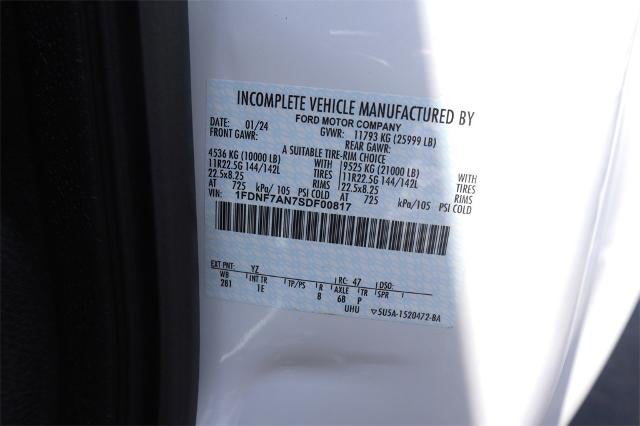 INCOMPLETE VEHICLE MANUFACTURED BY
FORD MOTOR COMPANY
DATE: 01/24 GVWR: 11793 KG (25999 LB)
FRONT GAWR: REAR GAWR:
A SUITABLE TIRE-RIM CHOICE
4536 KG (10000 LB) WITH 9525 KG (21000 LB) WITH
11R22.5G 144/142L TIRES 11R22.5G 144/142L TIRES
22.5x8.25 RIMS 22.5x8.25 RIMS
AT 725 kPa/105 PSI COLD AT 725 kPa/105 PSI COLD
VIN: 1FDNF7AN7SDF00817
EXT PNT: YZ RC: 47 DSO:
WB INT TR TP/PS R AXLE TR SPR
281 1E B 6B P
UHU 5U5A-1520472-BA